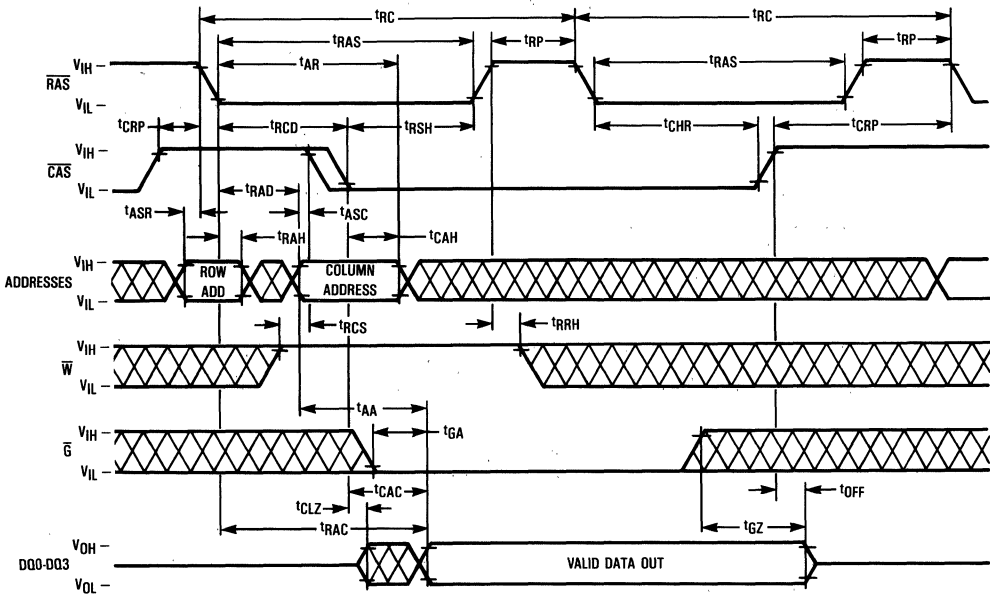 tRC tRC
tRAS tRP tRP
tAR tRAS
VIH
RAS
VIL
tCRP tRCD tRSH tCHR tCRP
VIH
CAS
VIL
tRAD
tASR tASC
tRAH tCAH
VIH
ADDRESSES ROW ADD COLUMN ADDRESS
VIL
tRCS tRRH
VIH
W
VIL
tAA
tGA
VIH
G
VIL
tCAC tOFF
tCLZ
tRAC tGZ
VOH
DQ0-DQ3 VALID DATA OUT
VOL